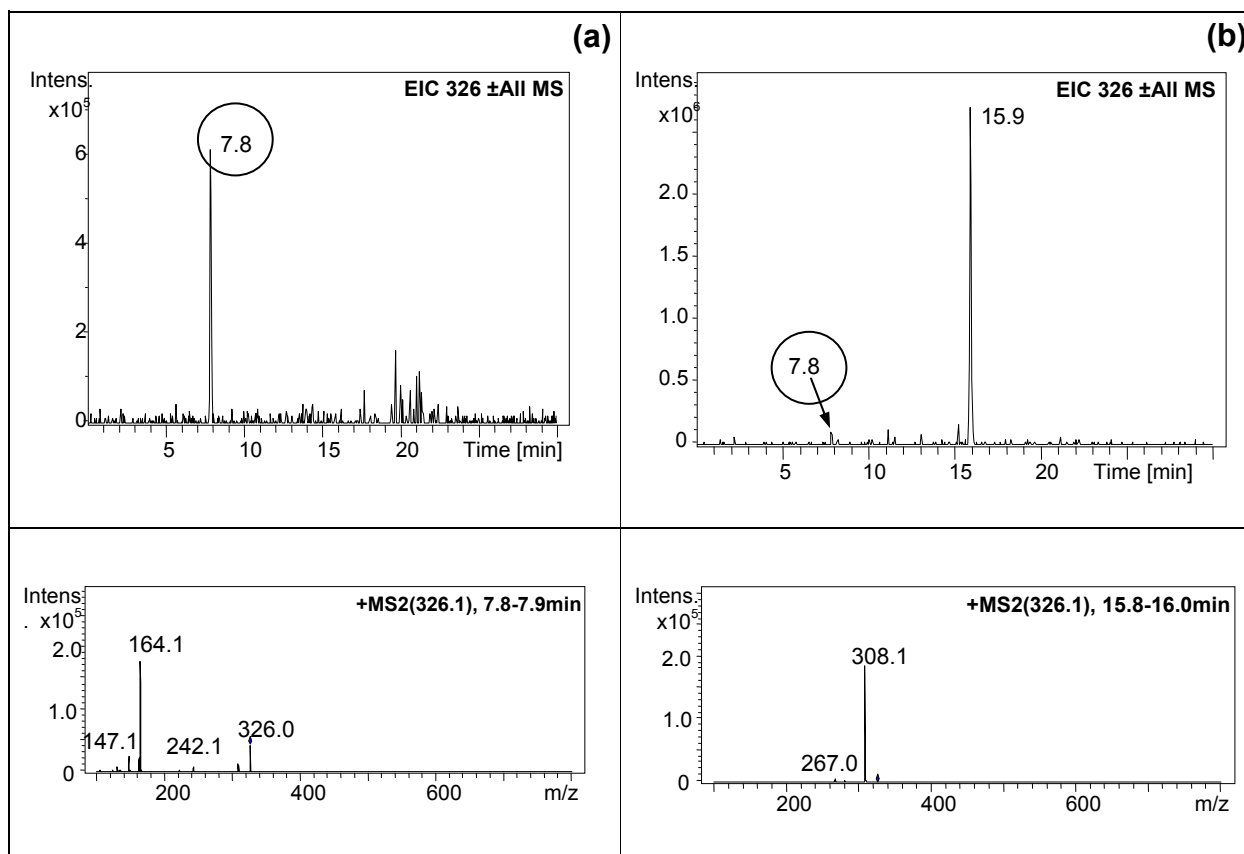 (a)
Intens.
x10^5
EIC 326 ±All MS
7.8
6
4
2
0
5 10 15 20 Time [min]
(b)
Intens.
x10^6
EIC 326 ±All MS
15.9
2.0
1.5
1.0
0.5
0
7.8
5 10 15 20 Time [min]
Intens.
. x10^5
+MS2(326.1), 7.8-7.9min
2.0
1.0
0
164.1
147.1
242.1
326.0
200 400 600 m/z
Intens.
x10^5
+MS2(326.1), 15.8-16.0min
2.0
1.0
0
308.1
267.0
200 400 600 m/z